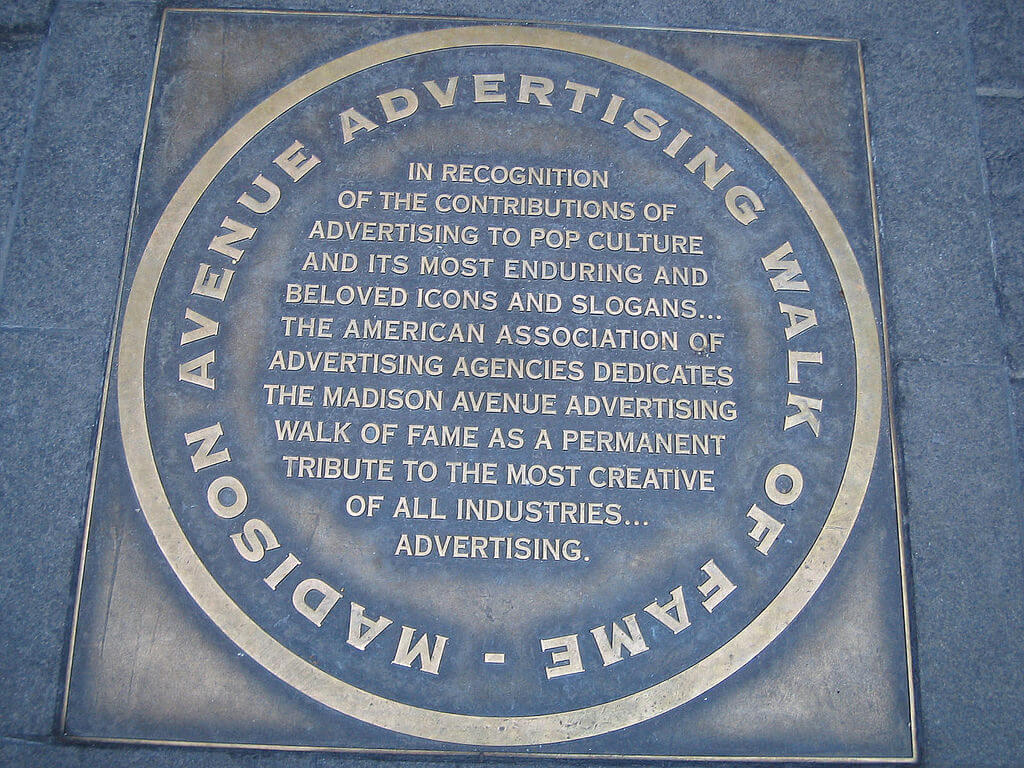 MADISON AVENUE ADVERTISING WALK OF FAME -
IN RECOGNITION
OF THE CONTRIBUTIONS OF
ADVERTISING TO POP CULTURE
AND ITS MOST ENDURING AND
BELOVED ICONS AND SLOGANS...
THE AMERICAN ASSOCIATION OF
ADVERTISING AGENCIES DEDICATES
THE MADISON AVENUE ADVERTISING
WALK OF FAME AS A PERMANENT
TRIBUTE TO THE MOST CREATIVE
OF ALL INDUSTRIES...
ADVERTISING.